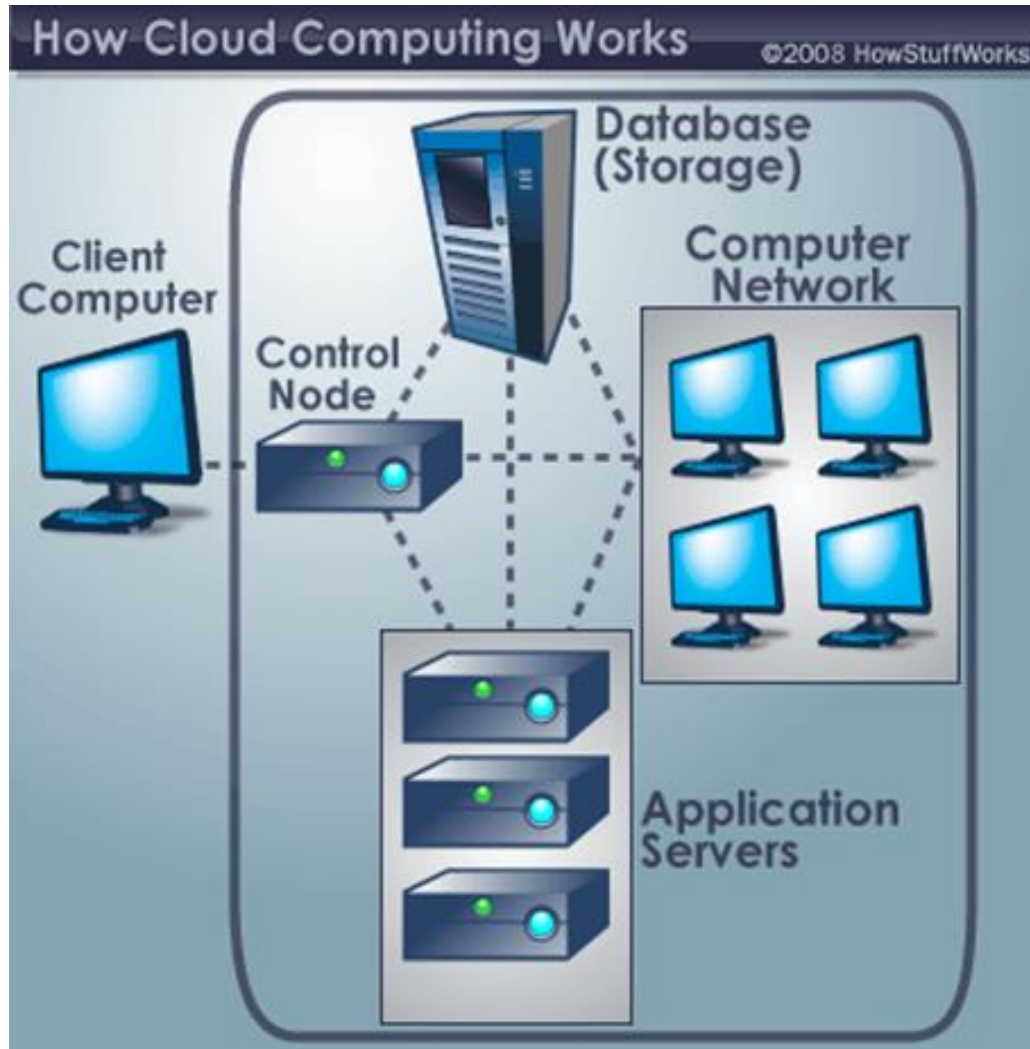 How Cloud Computing Works
©2008 HowStuffWorks
Database
(Storage)
Computer
Network
Client
Computer
Control
Node
Application
Servers